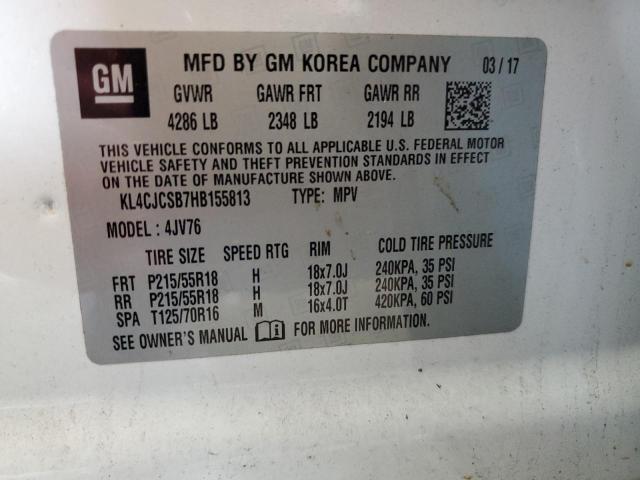 GM MFD BY GM KOREA COMPANY 03 / 17
GVWR GAWR FRT GAWR RR
4286 LB 2348 LB 2194 LB
THIS VEHICLE CONFORMS TO ALL APPLICABLE U.S. FEDERAL MOTOR
VEHICLE SAFETY AND THEFT PREVENTION STANDARDS IN EFFECT
ON THE DATE OF MANUFACTURE SHOWN ABOVE.
KL4CJCSB7HB155813 TYPE: MPV
MODEL : 4JV76
TIRE SIZE SPEED RTG RIM COLD TIRE PRESSURE
FRT P215/55R18 H 18x7.0J 240KPA, 35 PSI
RR P215/55R18 H 18x7.0J 240KPA, 35 PSI
SPA T125/70R16 M 16x4.0T 420KPA, 60 PSI
SEE OWNER'S MANUAL FOR MORE INFORMATION.